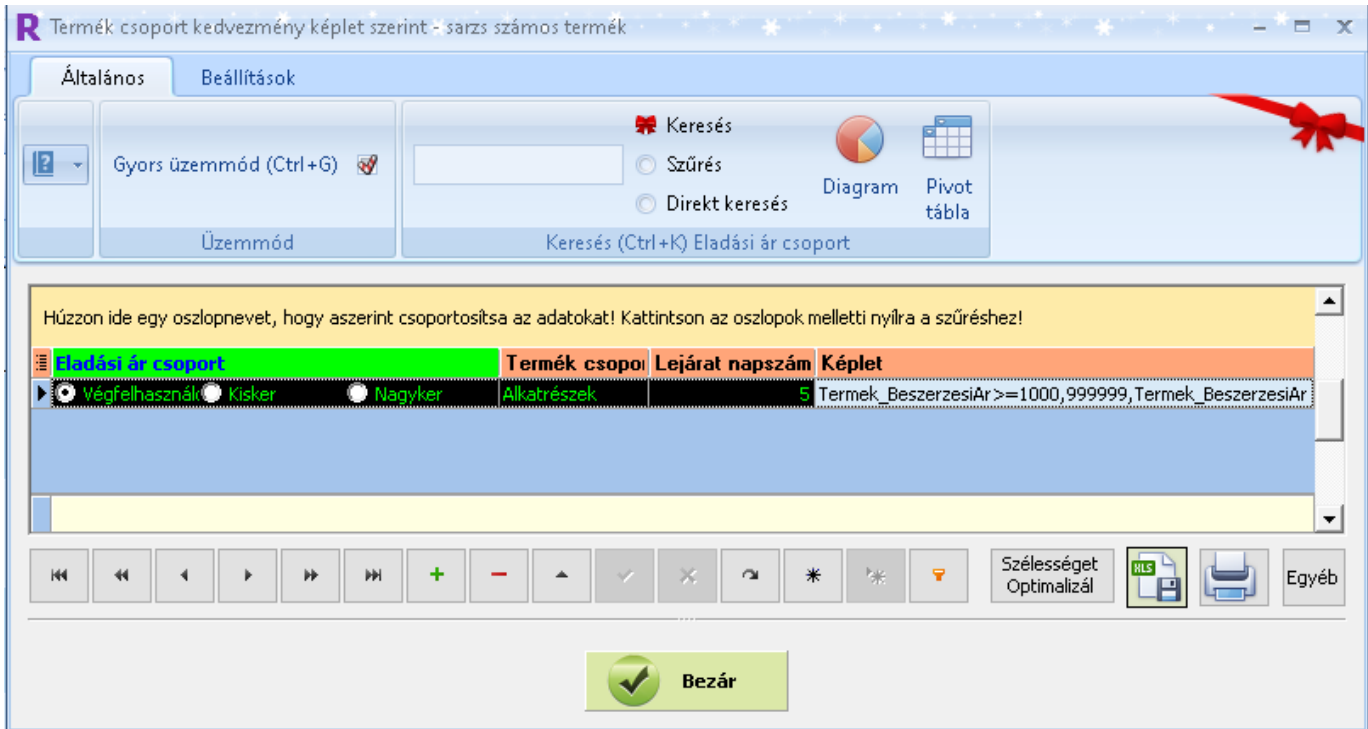 R Termék csoport kedvezmény képlet szerint - sarzs számos termék
Általános Beállítások
Gyors üzemmód (Ctrl+G)
Üzemmód
Keresés
Szűrés
Direkt keresés
Diagram
Pivot
tábla
Keresés (Ctrl+K) Eladási ár csoport
Húzzon ide egy oszlopnevet, hogy aszerint csoportosítsa az adatokat! Kattintson az oszlopok melletti nyílra a szűréshez!
Eladási ár csoport Termék csopor Lejárat napszám Képlet
Végfelhasználó Kisker Nagyker Alkatrészek 5 Termek_BeszerzesiAr>=1000,999999,Termek_BeszerzesiAr
Szélességet
Optimalizál
XLS
Egyéb
Bezár